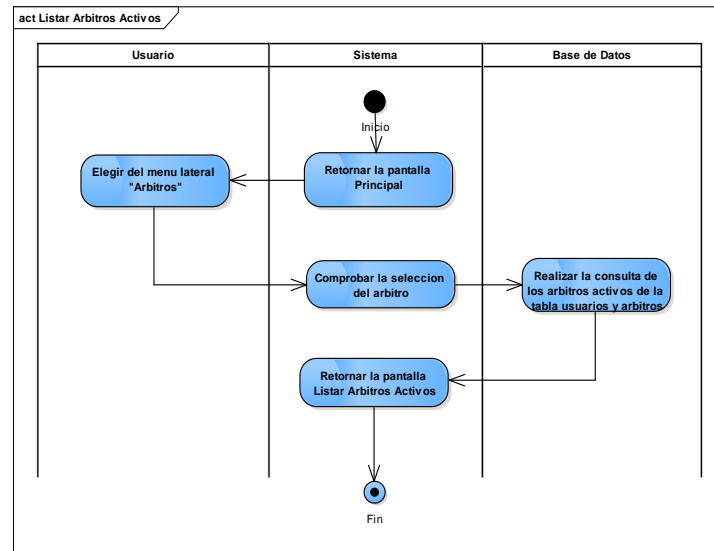 act Listar Arbitros Activos
Usuario
Sistema
Base de Datos
Inicio
Retornar la pantalla
Principal
Elegir del menu lateral
"Arbitros"
Comprobar la seleccion
del arbitro
Realizar la consulta de
los arbitros activos de la
tabla usuarios y arbitros
Retornar la pantalla
Listar Arbitros Activos
Fin